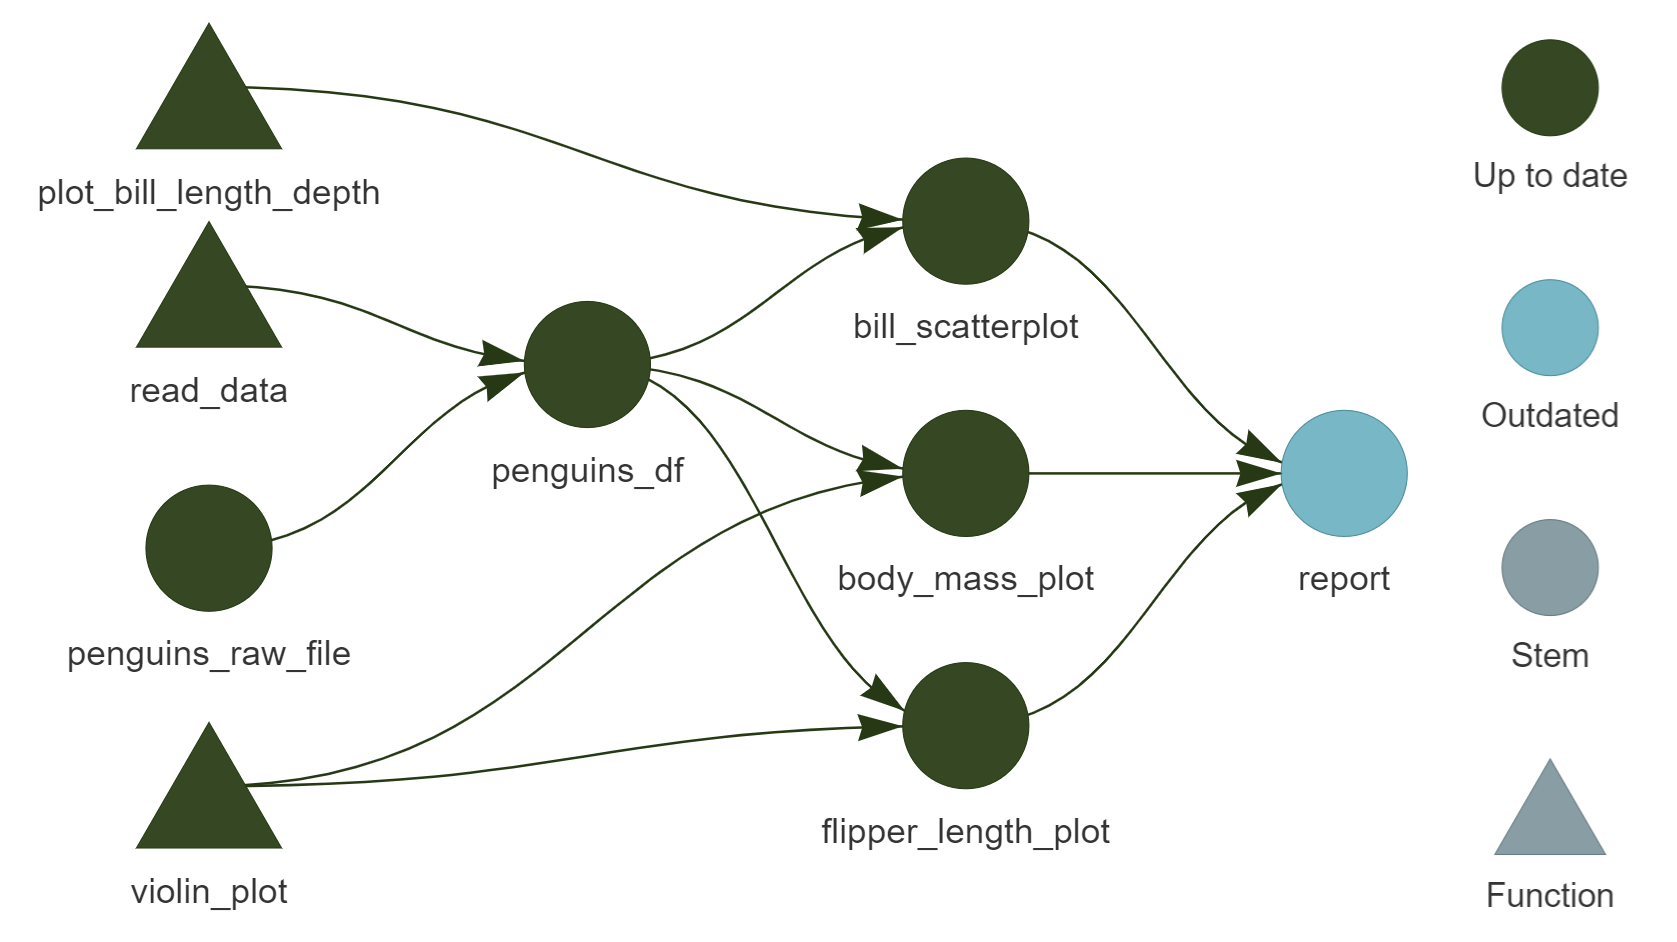 plot_bill_length_depth
read_data
penguins_raw_file
violin_plot
penguins_df
bill_scatterplot
body_mass_plot
flipper_length_plot
report
Up to date
Outdated
Stem
Function